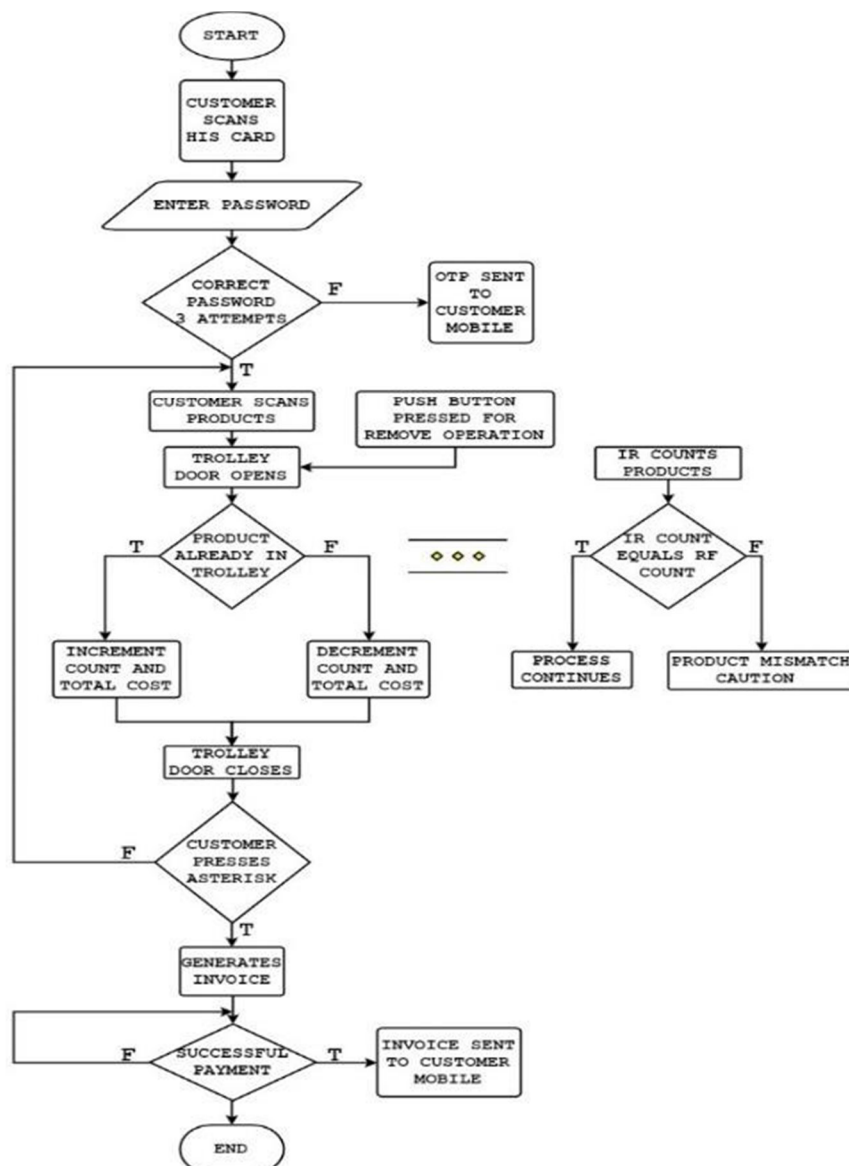 START
CUSTOMER
SCANS
HIS CARD
ENTER PASSWORD
CORRECT
PASSWORD
3 ATTEMPTS
F
OTP SENT
TO
CUSTOMER
MOBILE
T
CUSTOMER SCANS
PRODUCTS
PUSH BUTTON
PRESSED FOR
REMOVE OPERATION
TROLLEY
DOOR OPENS
IR COUNTS
PRODUCTS
PRODUCT
ALREADY IN
TROLLEY
T
F
IR COUNT
EQUALS RF
COUNT
T
F
INCREMENT
COUNT AND
TOTAL COST
DECREMENT
COUNT AND
TOTAL COST
PROCESS
CONTINUES
PRODUCT MISMATCH
CAUTION
TROLLEY
DOOR CLOSES
CUSTOMER
PRESSES
ASTERISK
F
T
GENERATES
INVOICE
SUCCESSFUL
PAYMENT
F
T
INVOICE SENT
TO CUSTOMER
MOBILE
END